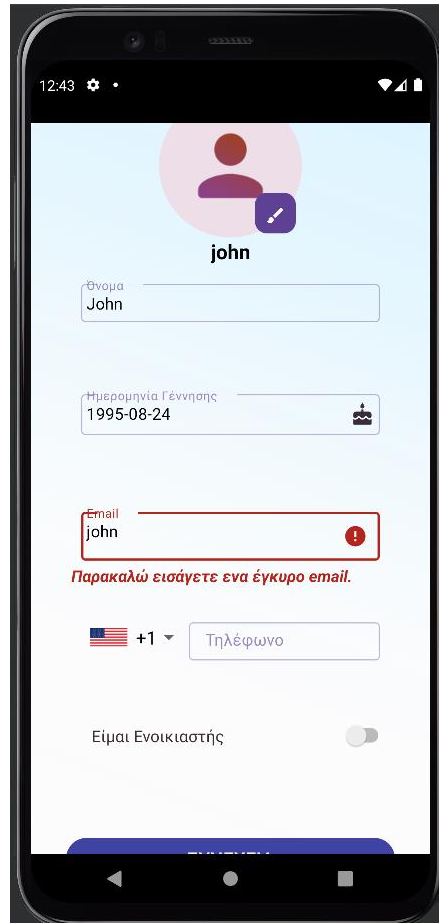 12:43
john
Όνομα
John
Ημερομηνία Γέννησης
1995-08-24
Email
john
Παρακαλώ εισάγετε ενα έγκυρο email.
+1
Τηλέφωνο
Είμαι Ενοικιαστής